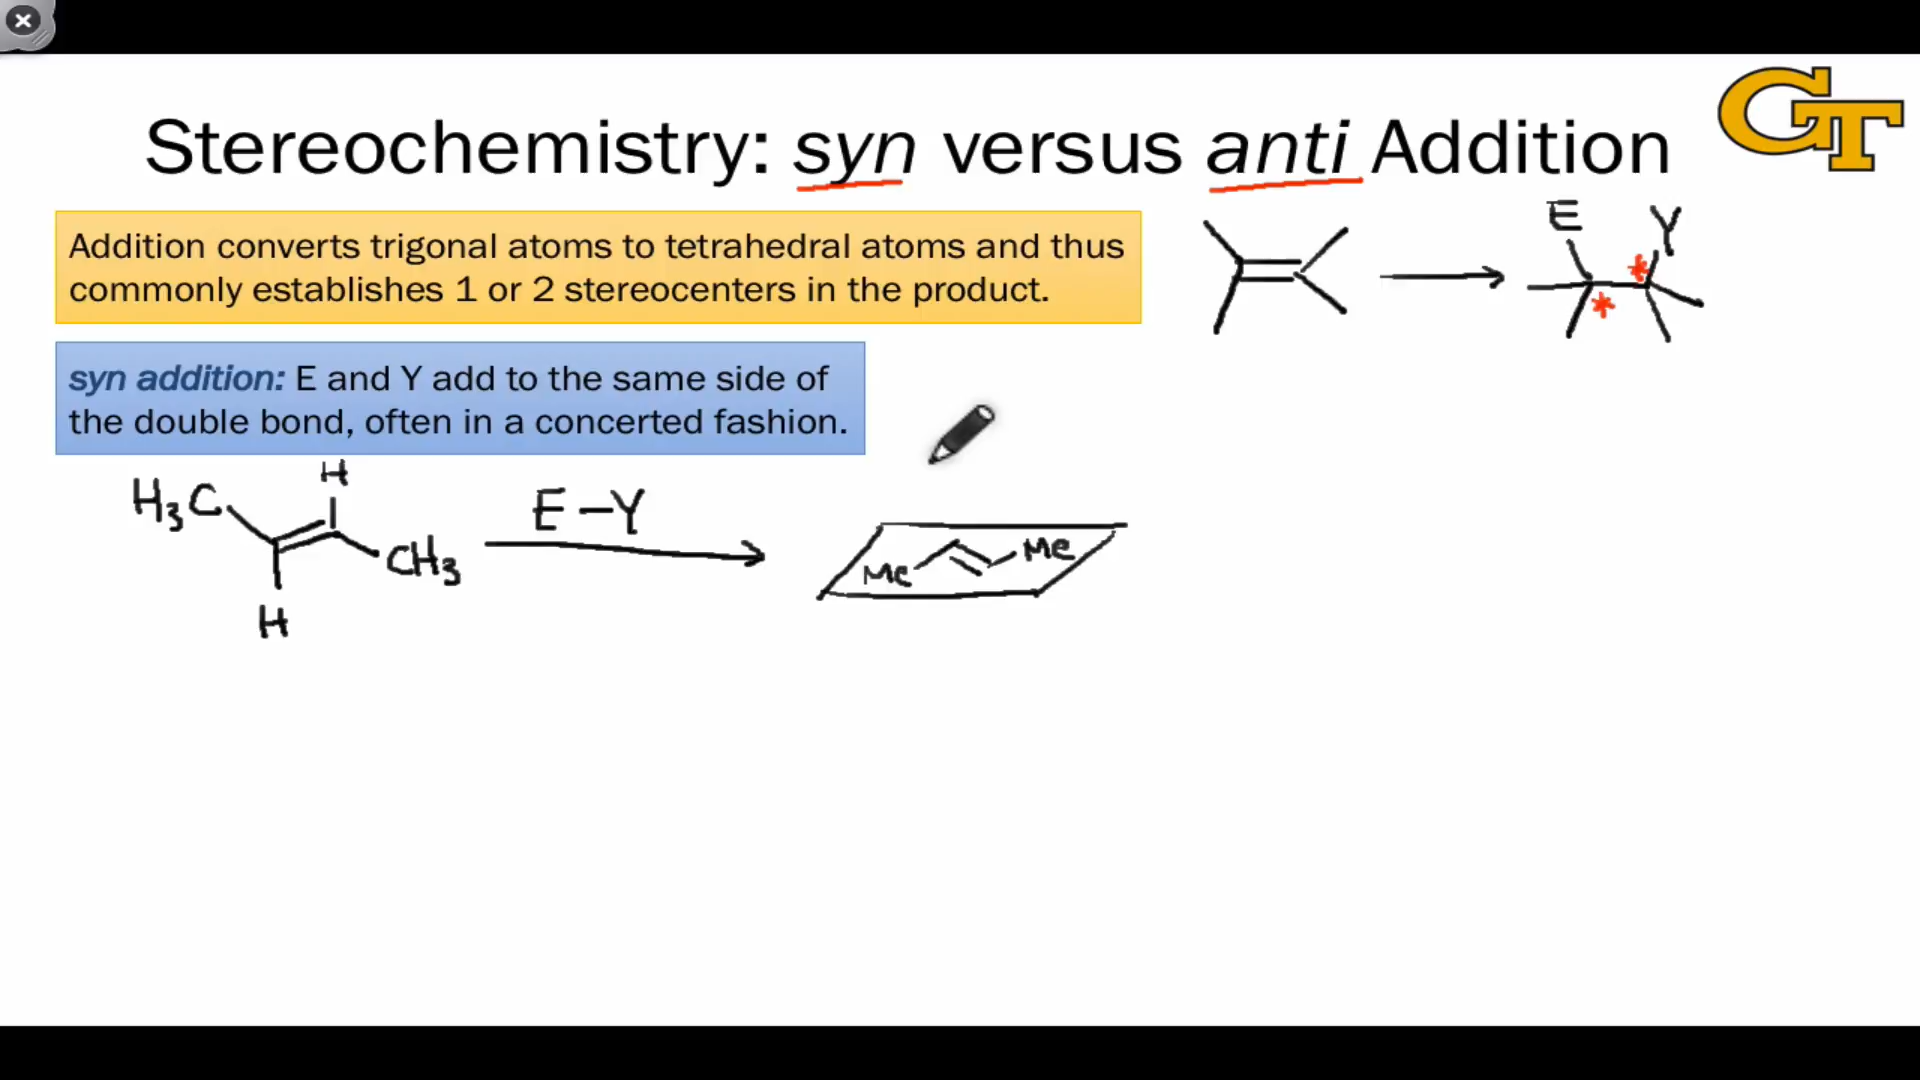 Stereochemistry: syn versus anti Addition
GT
Addition converts trigonal atoms to tetrahedral atoms and thus
commonly establishes 1 or 2 stereocenters in the product.
E Y
* *
syn addition: E and Y add to the same side of
the double bond, often in a concerted fashion.
H₃C H CH₃ H
E–Y
Me Me